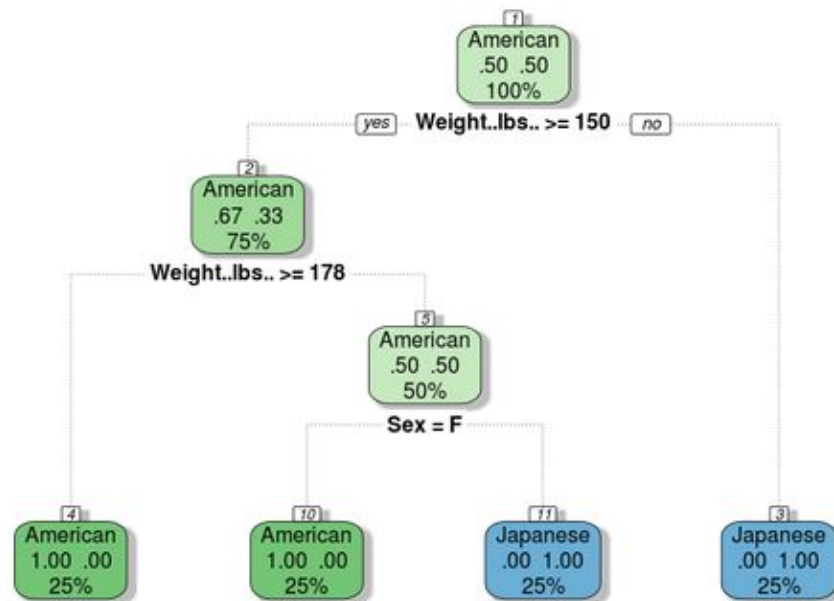 1
American
.50 .50
100%
yes Weight..lbs.. >= 150 no
2
American
.67 .33
75%
Weight..lbs.. >= 178
5
American
.50 .50
50%
Sex = F
4
American
1.00 .00
25%
10
American
1.00 .00
25%
11
Japanese
.00 1.00
25%
3
Japanese
.00 1.00
25%